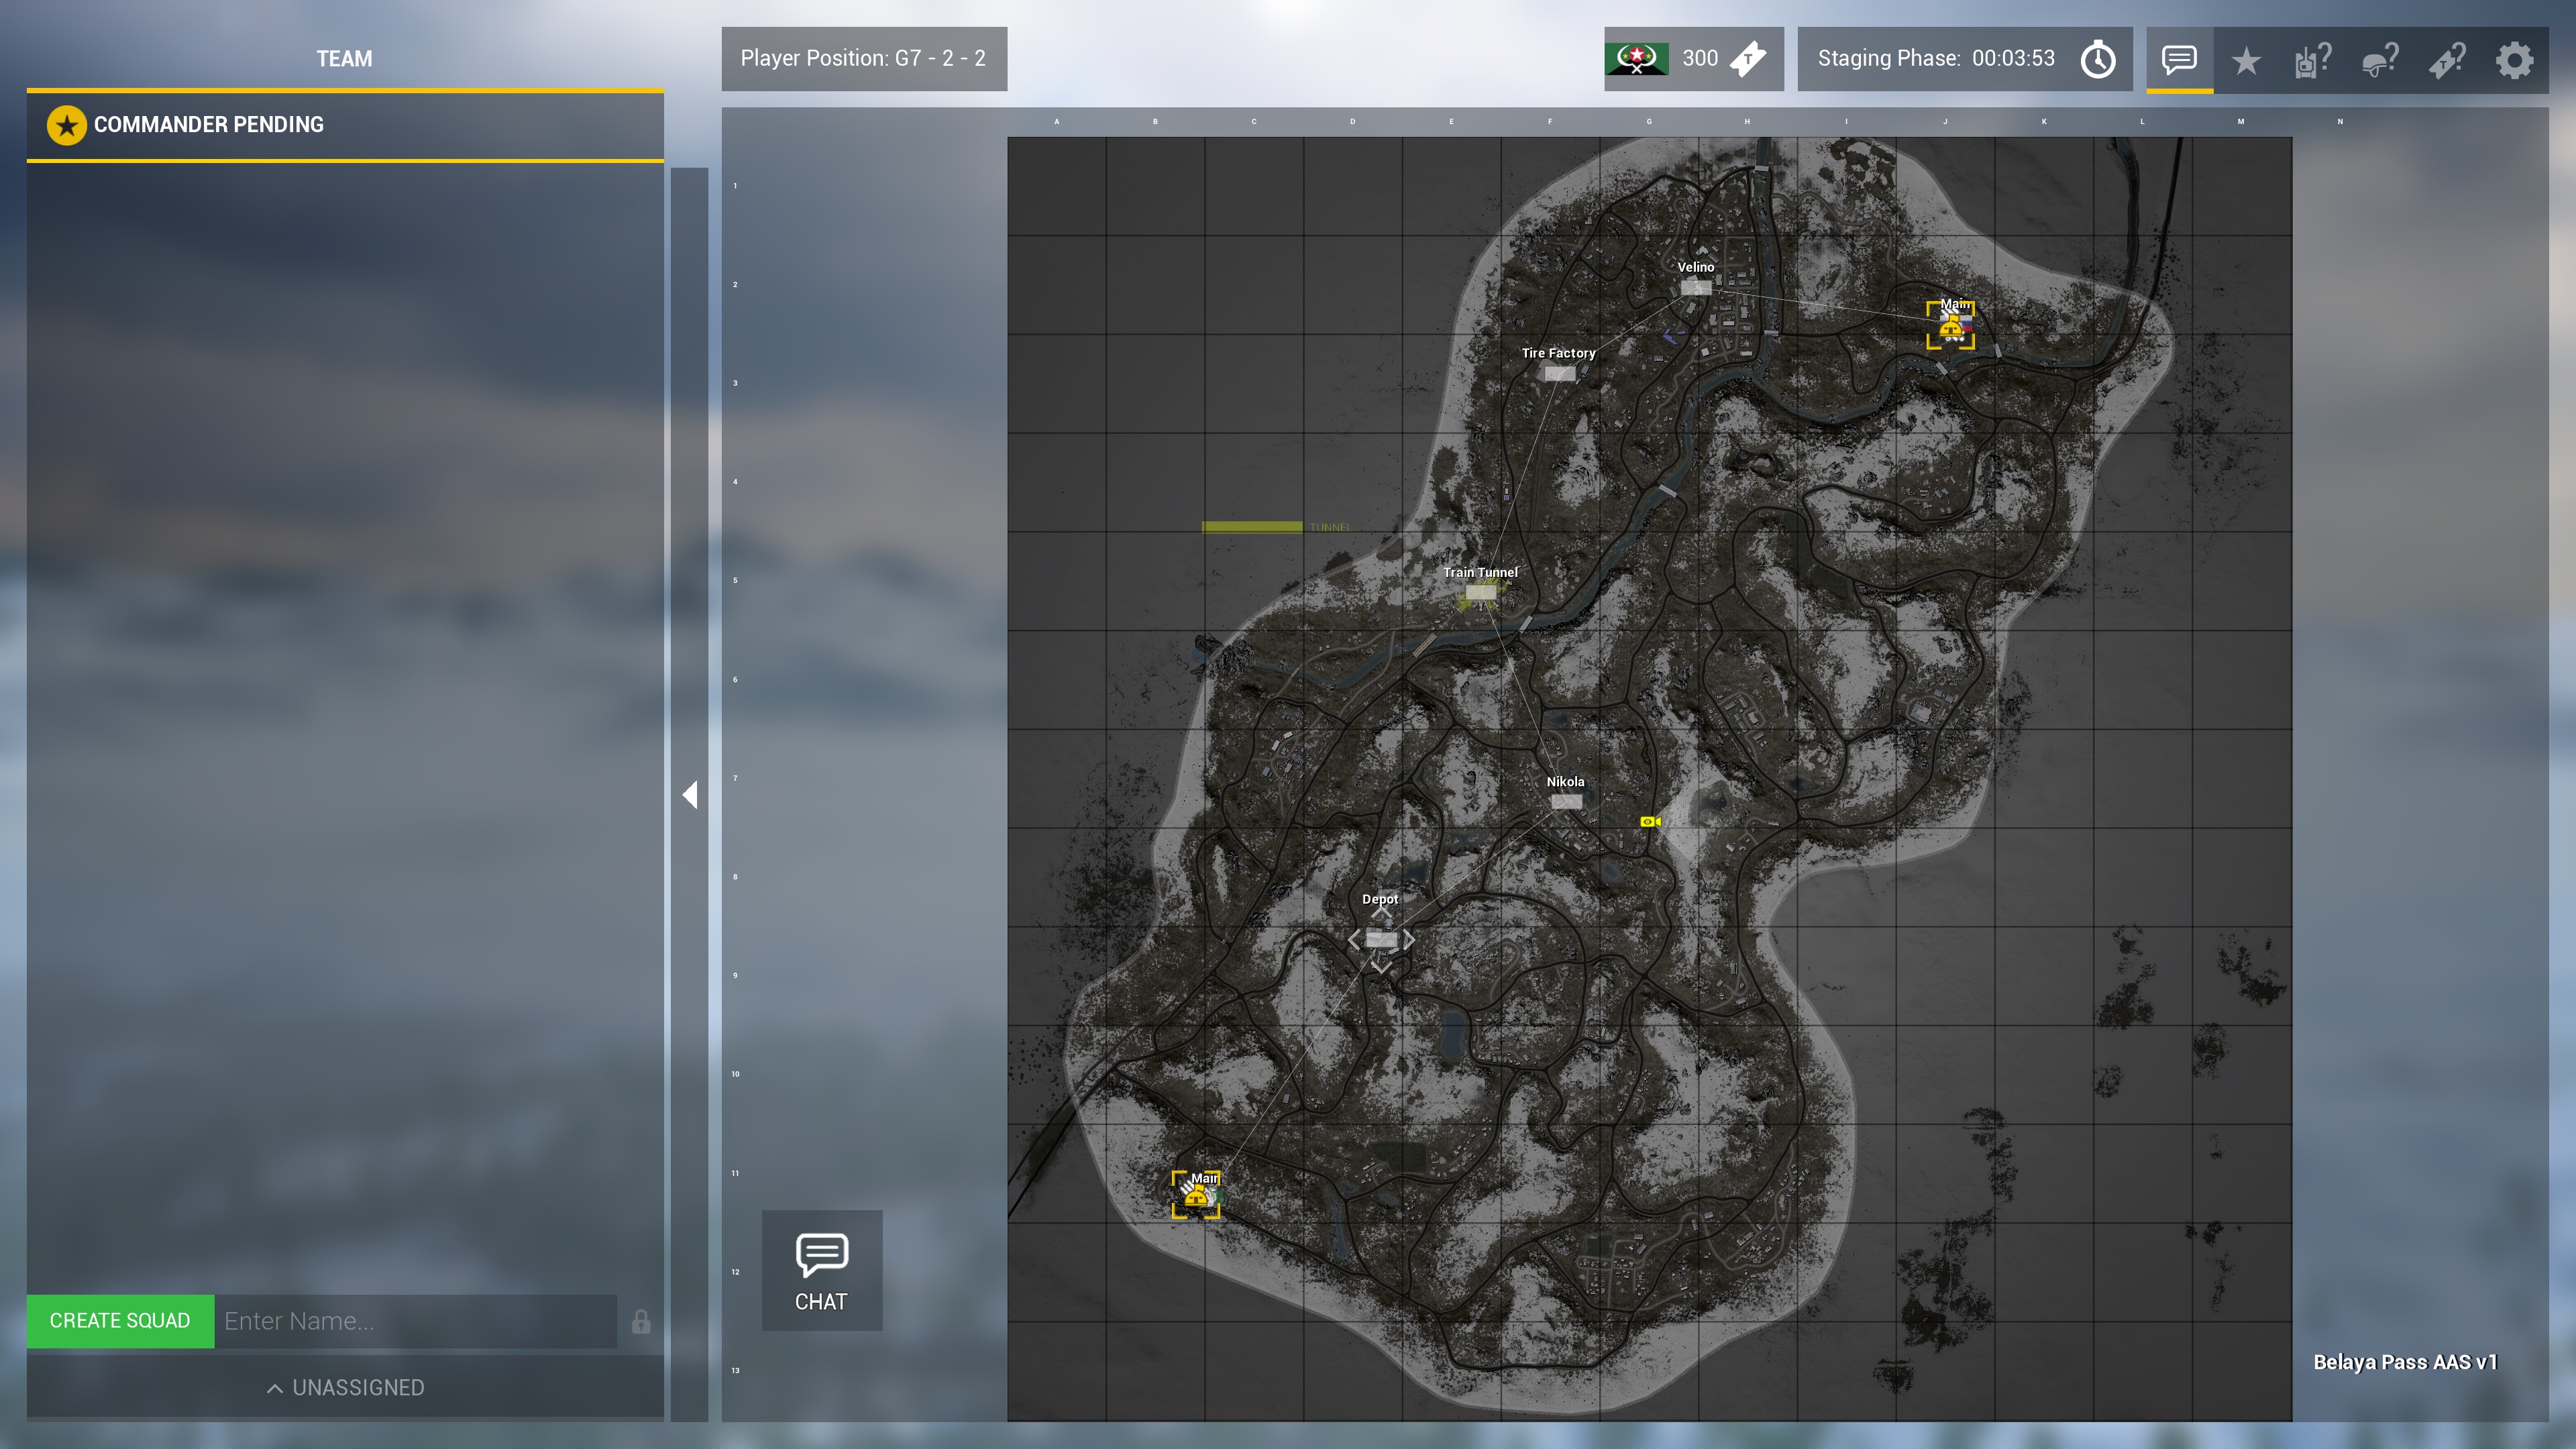 TEAM
Player Position: G7 - 2 - 2
300
T
Staging Phase: 00:03:53
COMMANDER PENDING
A B C D E F G H I J K L M N
1
2
3
4
5
6
7
8
9
10
11
12
13
Velino
Main
Tire Factory
TUNNEL
Train Tunnel
Nikola
Depot
Main
CHAT
CREATE SQUAD
Enter Name...
UNASSIGNED
Belaya Pass AAS v1